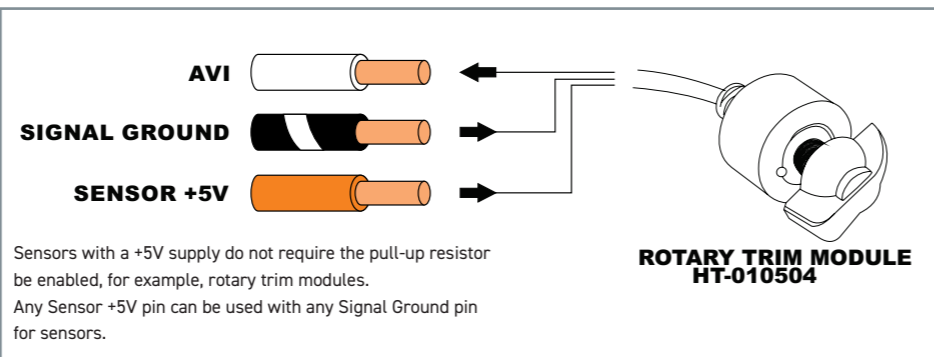 AVI
SIGNAL GROUND
SENSOR +5V
Sensors with a +5V supply do not require the pull-up resistor
be enabled, for example, rotary trim modules.
Any Sensor +5V pin can be used with any Signal Ground pin
for sensors.
ROTARY TRIM MODULE
HT-010504